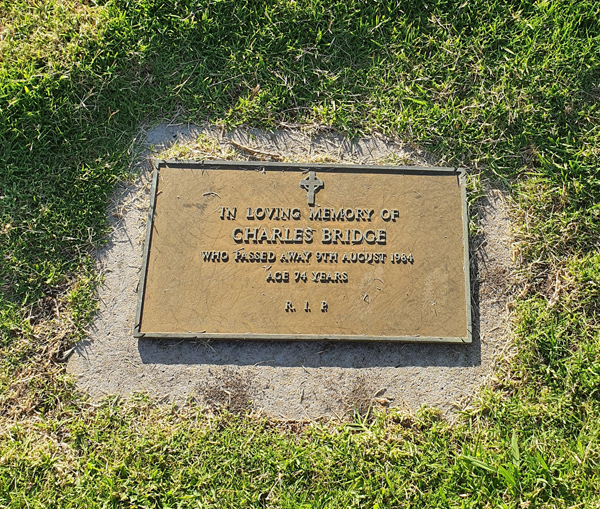 IN LOVING MEMORY OF
CHARLES BRIDGE
WHO PASSED AWAY 9TH AUGUST 1984
AGE 74 YEARS
R. I. P.